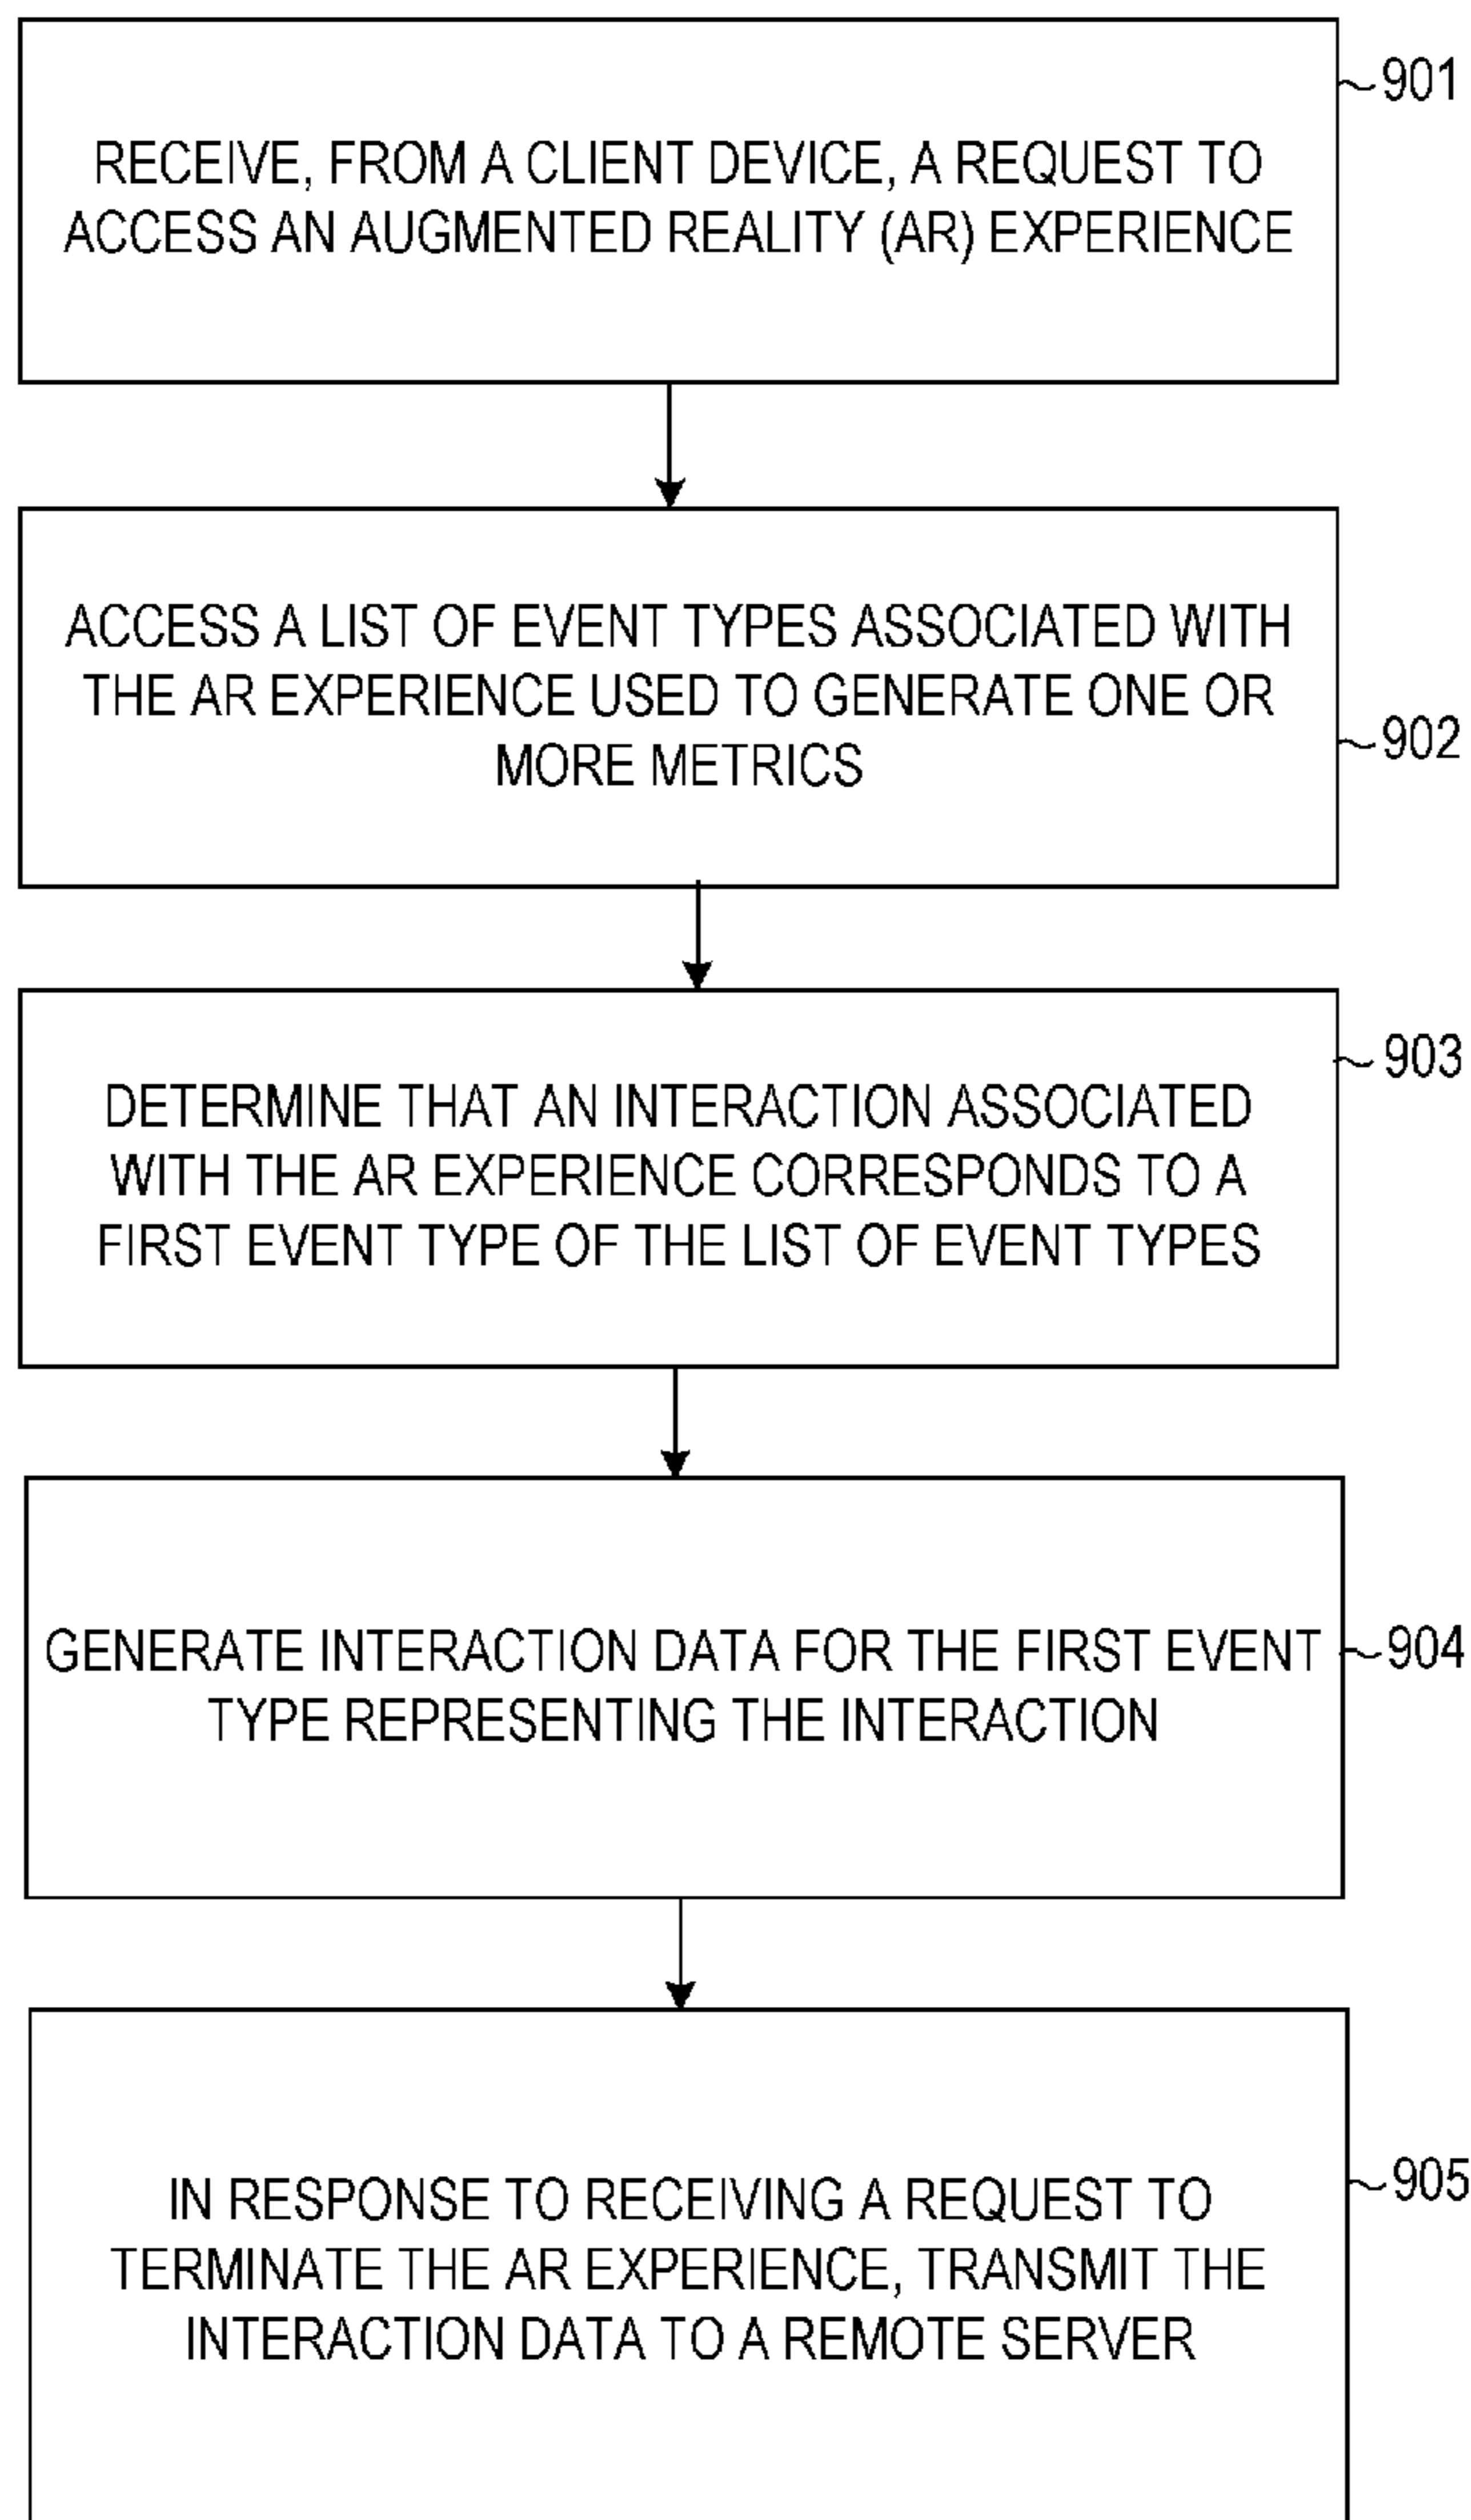 901
RECEIVE, FROM A CLIENT DEVICE, A REQUEST TO
ACCESS AN AUGMENTED REALITY (AR) EXPERIENCE
ACCESS A LIST OF EVENT TYPES ASSOCIATED WITH
THE AR EXPERIENCE USED TO GENERATE ONE OR
902
MORE METRICS
903
DETERMINE THAT AN INTERACTION ASSOCIATED
WITH THE AR EXPERIENCE CORRESPONDS TO A
FIRST EVENT TYPE OF THE LIST OF EVENT TYPES
GENERATE INTERACTION DATA FOR THE FIRST EVENT
904
TYPE REPRESENTING THE INTERACTION
905
IN RESPONSE TO RECEIVING A REQUEST TO
TERMINATE THE AR EXPERIENCE, TRANSMIT THE
INTERACTION DATA TO A REMOTE SERVER